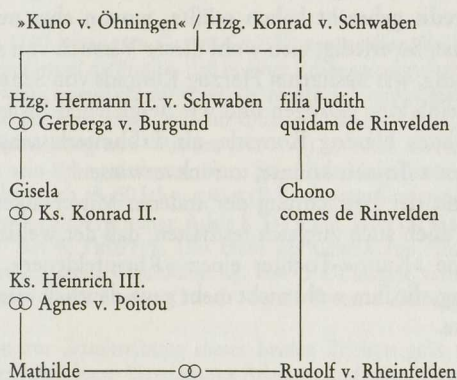 »Kuno v. Öhningen« / Hzg. Konrad v. Schwaben
Hzg. Hermann II. v. Schwaben
⚭ Gerberga v. Burgund
filia Judith
quidam de Rinvelden
Gisela
⚭ Ks. Konrad II.
Chono
comes de Rinvelden
Ks. Heinrich III.
⚭ Agnes v. Poitou
Mathilde ⚭ Rudolf v. Rheinfelden